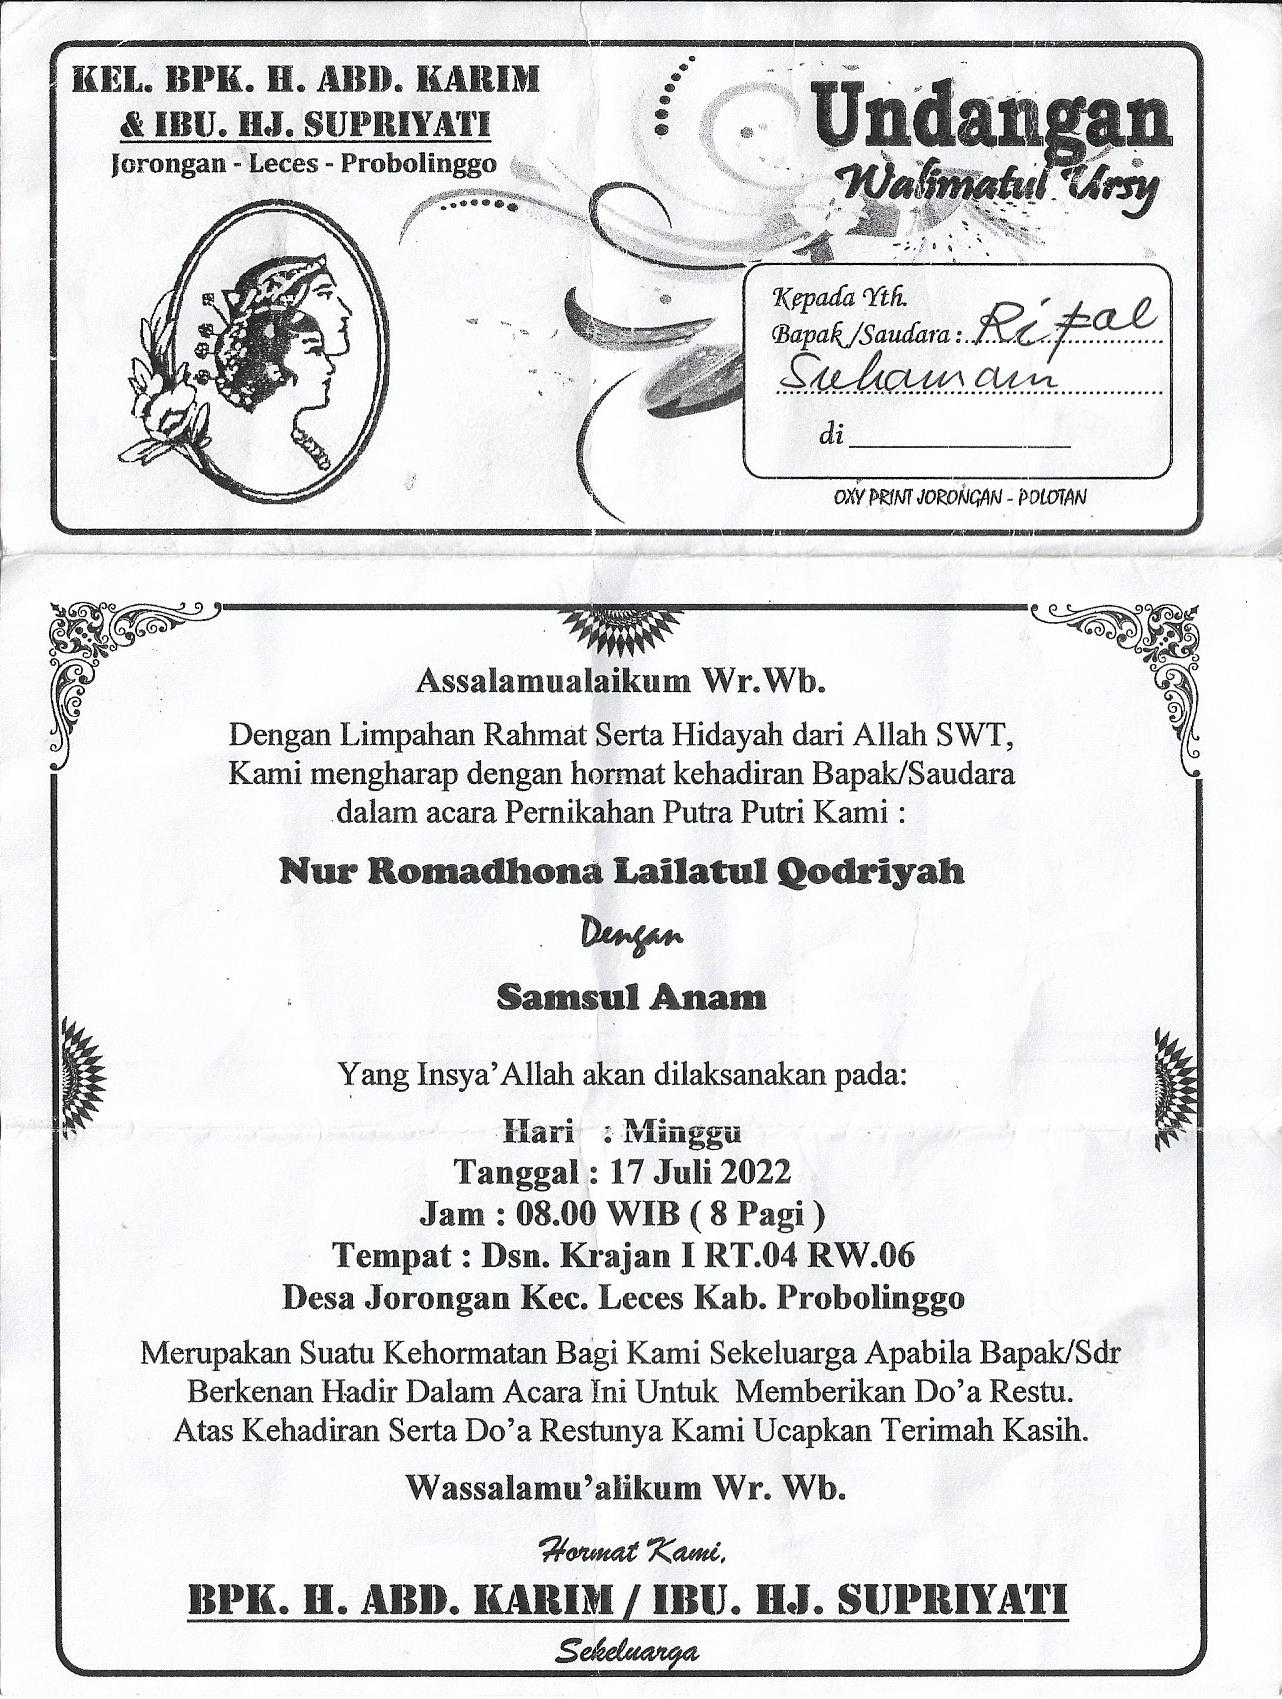 KEL. BPK. H. ABD. KARIM
& IBU. HJ. SUPRIYATI
Jorongan - Leces - Probolinggo
Undangan
Walimatul Ursy
Kepada Yth.
Bapak/Saudara : Rizal
Suhaman
di
OXY PRINT JORONGAN - POLOTAN
Assalamualaikum Wr.Wb.
Dengan Limpahan Rahmat Serta Hidayah dari Allah SWT,
Kami mengharap dengan hormat kehadiran Bapak/Saudara
dalam acara Pernikahan Putra Putri Kami :
Nur Romadhona Lailatul Qodriyah
Dengan
Samsul Anam
Yang Insya'Allah akan dilaksanakan pada:
Hari : Minggu
Tanggal : 17 Juli 2022
Jam : 08.00 WIB ( 8 Pagi )
Tempat : Dsn. Krajan I RT.04 RW.06
Desa Jorongan Kec. Leces Kab. Probolinggo
Merupakan Suatu Kehormatan Bagi Kami Sekeluarga Apabila Bapak/Sdr
Berkenan Hadir Dalam Acara Ini Untuk Memberikan Do'a Restu.
Atas Kehadiran Serta Do'a Restunya Kami Ucapkan Terimah Kasih.
Wassalamu'alikum Wr. Wb.
Hormat Kami,
BPK. H. ABD. KARIM / IBU. HJ. SUPRIYATI
Sekeluarga